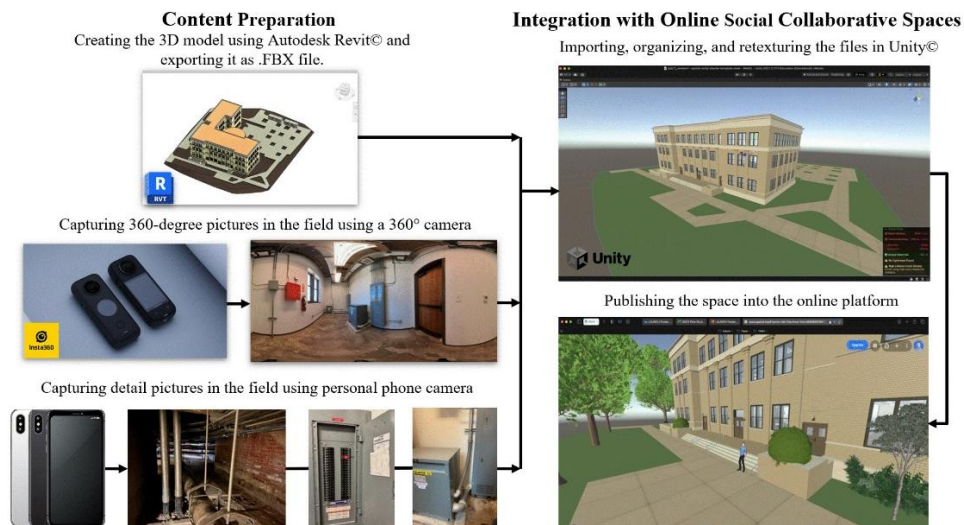 Content Preparation
Creating the 3D model using Autodesk Revit© and
exporting it as .FBX file.
R
RVT
Capturing 360-degree pictures in the field using a 360° camera
Insta360
Capturing detail pictures in the field using personal phone camera
Integration with Online Social Collaborative Spaces
Importing, organizing, and retexturing the files in Unity©
Unity
Publishing the space into the online platform